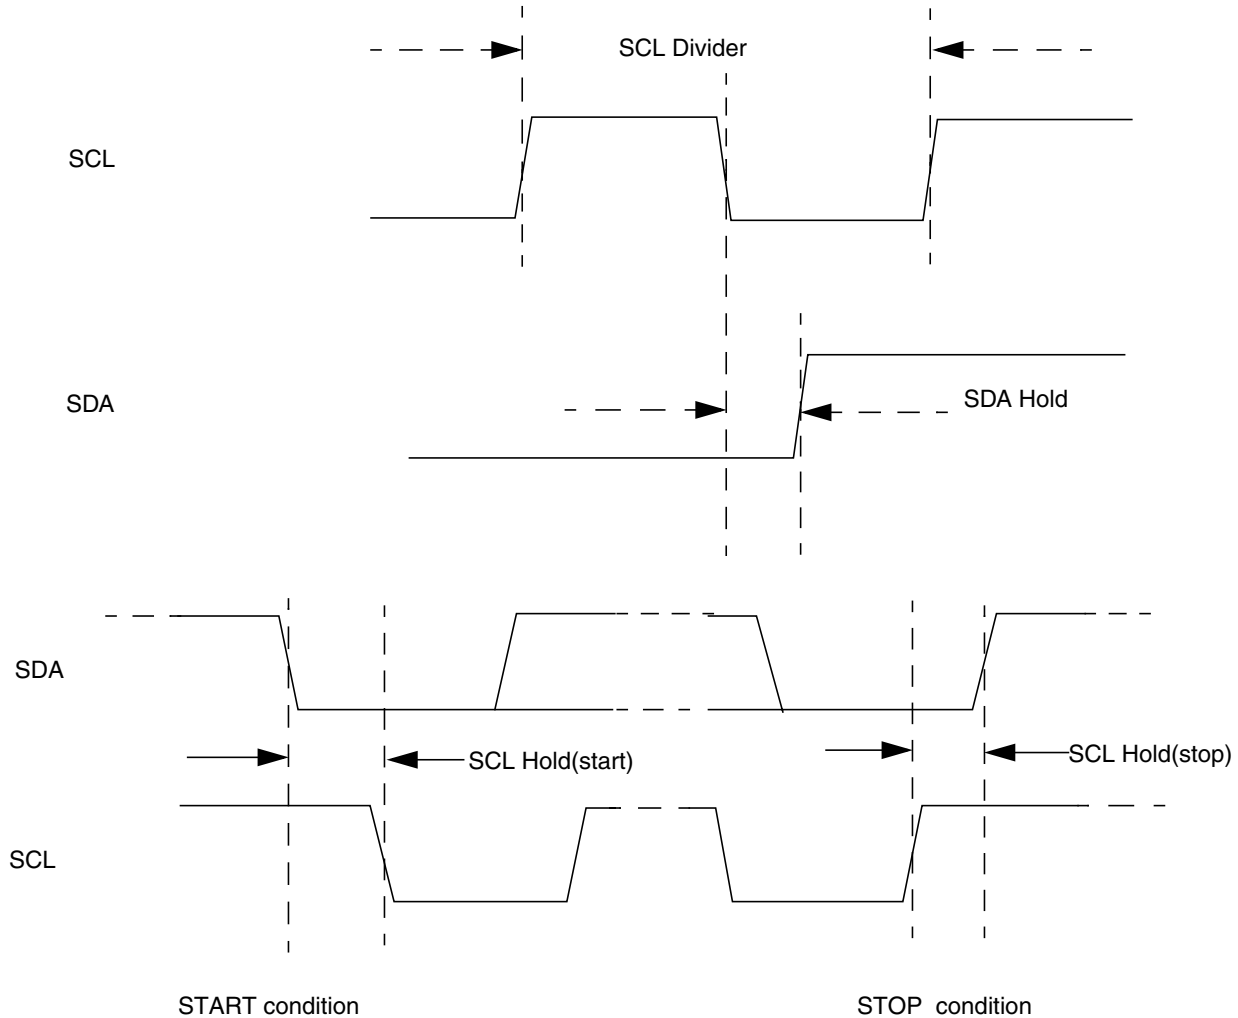 SCL Divider
SCL
SDA
SDA Hold
SDA
SCL Hold(start)
SCL Hold(stop)
SCL
START condition
STOP condition